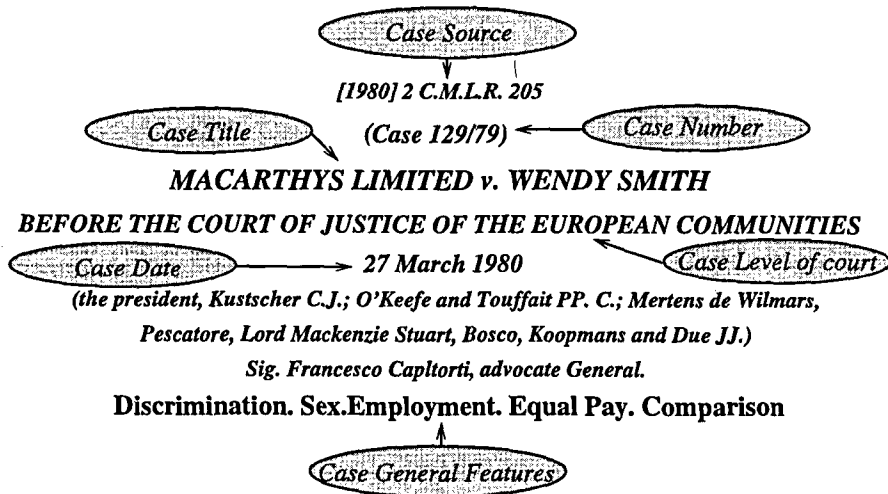 Case Source
[1980] 2 C.M.L.R. 205
Case Title
(Case 129/79)
Case Number
MACARTHYS LIMITED v. WENDY SMITH
BEFORE THE COURT OF JUSTICE OF THE EUROPEAN COMMUNITIES
Case Date
27 March 1980
Case Level of court
(the president, Kustscher C.J.; O'Keefe and Touffait PP. C.; Mertens de Wilmars,
Pescatore, Lord Mackenzie Stuart, Bosco, Koopmans and Due JJ.)
Sig. Francesco Capltorti, advocate General.
Discrimination. Sex.Employment. Equal Pay. Comparison
Case General Features